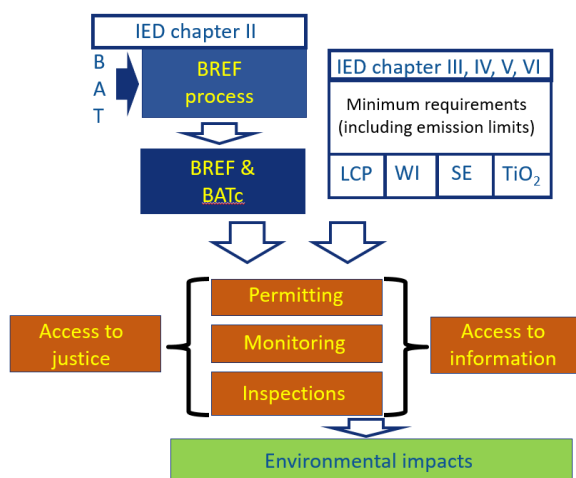 IED chapter II
B
A
T
BREF
process
BREF &
BATc
IED chapter III, IV, V, VI
Minimum requirements
(including emission limits)
LCP WI SE TiO₂
Permitting
Monitoring
Inspections
Access to
justice
Access to
information
Environmental impacts